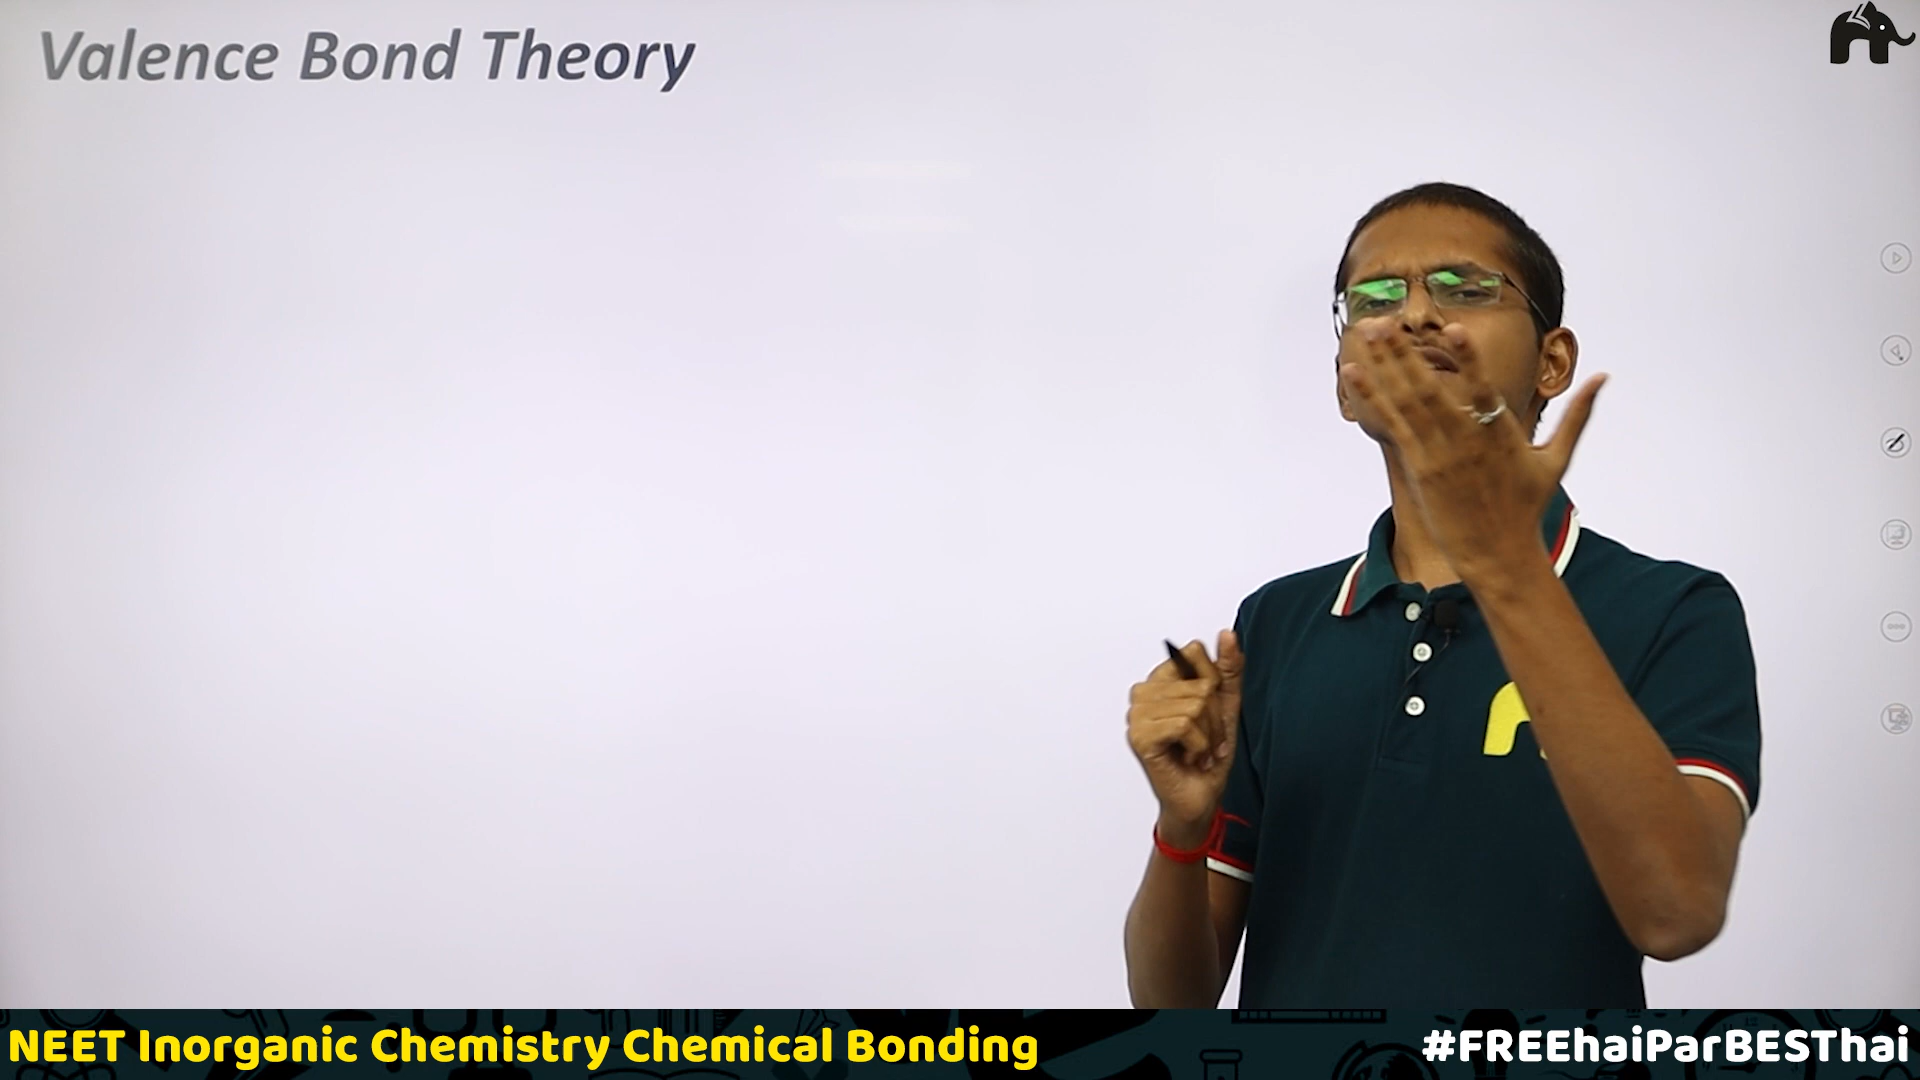 Valence Bond Theory
NEET Inorganic Chemistry Chemical Bonding
#FREEhaiParBESThai